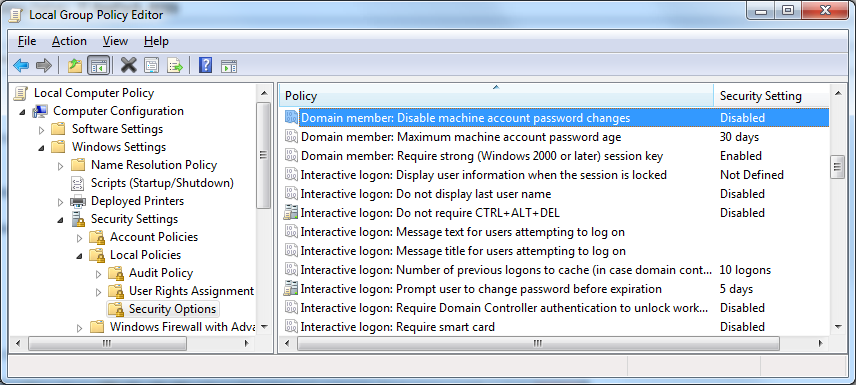 Local Group Policy Editor
File Action View Help
Local Computer Policy
Computer Configuration
Software Settings
Windows Settings
Name Resolution Policy
Scripts (Startup/Shutdown)
Deployed Printers
Security Settings
Account Policies
Local Policies
Audit Policy
User Rights Assignment
Security Options
Windows Firewall with Adva
Policy Security Setting
Domain member: Disable machine account password changes Disabled
Domain member: Maximum machine account password age 30 days
Domain member: Require strong (Windows 2000 or later) session key Enabled
Interactive logon: Display user information when the session is locked Not Defined
Interactive logon: Do not display last user name Disabled
Interactive logon: Do not require CTRL+ALT+DEL Disabled
Interactive logon: Message text for users attempting to log on
Interactive logon: Message title for users attempting to log on
Interactive logon: Number of previous logons to cache (in case domain cont... 10 logons
Interactive logon: Prompt user to change password before expiration 5 days
Interactive logon: Require Domain Controller authentication to unlock work... Disabled
Interactive logon: Require smart card Disabled